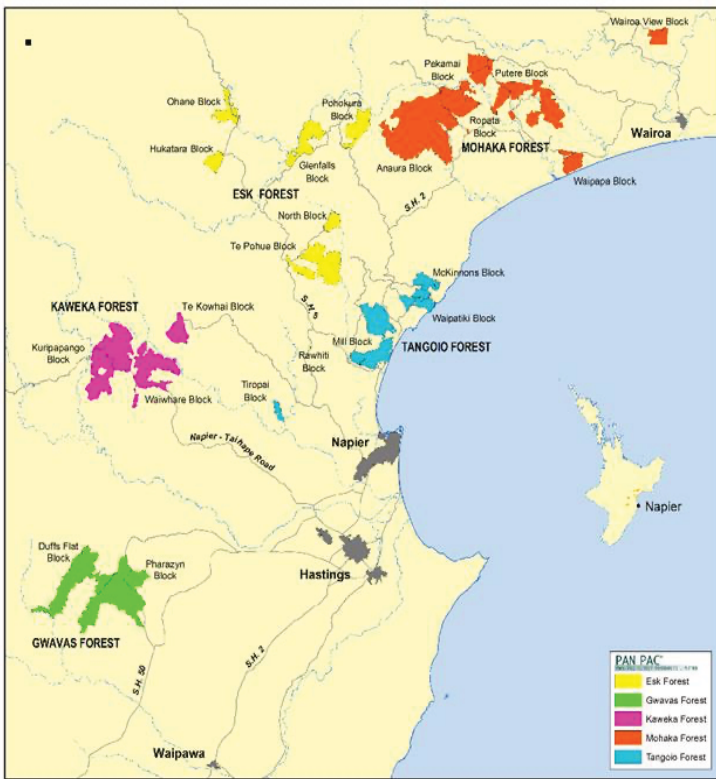 Wairoa View Block
Pakamai
Block
Putere Block
Ohane Block
Pohokura
Block
Ropata
Block
Wairoa
Hukatara Block
Glenfalls
Block
MOHAKA FOREST
Anaura Block
Waipapa Block
ESK FOREST
S.H. 2
North Block
Te Pohue Block
McKinnons Block
KAWEKA FOREST
Te Kowhai Block
S.H 5
Waipatiki Block
Kuripapango
Block
Mill Block
TANGOIO FOREST
Rawhiti
Block
Waiwhare Block
Tiropai
Block
Napier
Napier - Taihape Road
Napier
Duffs Flat
Block
Pharazyn
Block
Hastings
GWAVAS FOREST
S.H. 2
S.H. 50
Waipawa
PAN PAC
Esk Forest
Gwavas Forest
Kaweka Forest
Mohaka Forest
Tangoio Forest